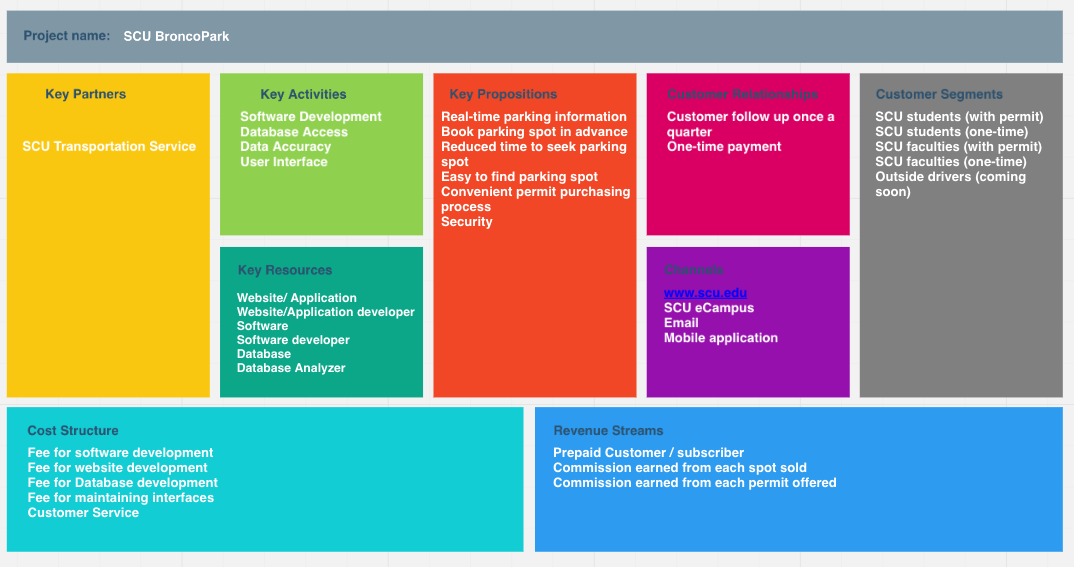 Project name: SCU BroncoPark
Key Partners
SCU Transportation Service
Key Activities
Software Development
Database Access
Data Accuracy
User Interface
Key Resources
Website/ Application
Website/Application developer
Software
Software developer
Database
Database Analyzer
Key Propositions
Real-time parking information
Book parking spot in advance
Reduced time to seek parking
spot
Easy to find parking spot
Convenient permit purchasing
process
Security
Customer Relationships
Customer follow up once a
quarter
One-time payment
Channels
www.scu.edu
SCU eCampus
Email
Mobile application
Customer Segments
SCU students (with permit)
SCU students (one-time)
SCU faculties (with permit)
SCU faculties (one-time)
Outside drivers (coming
soon)
Cost Structure
Fee for software development
Fee for website development
Fee for Database development
Fee for maintaining interfaces
Customer Service
Revenue Streams
Prepaid Customer / subscriber
Commission earned from each spot sold
Commission earned from each permit offered